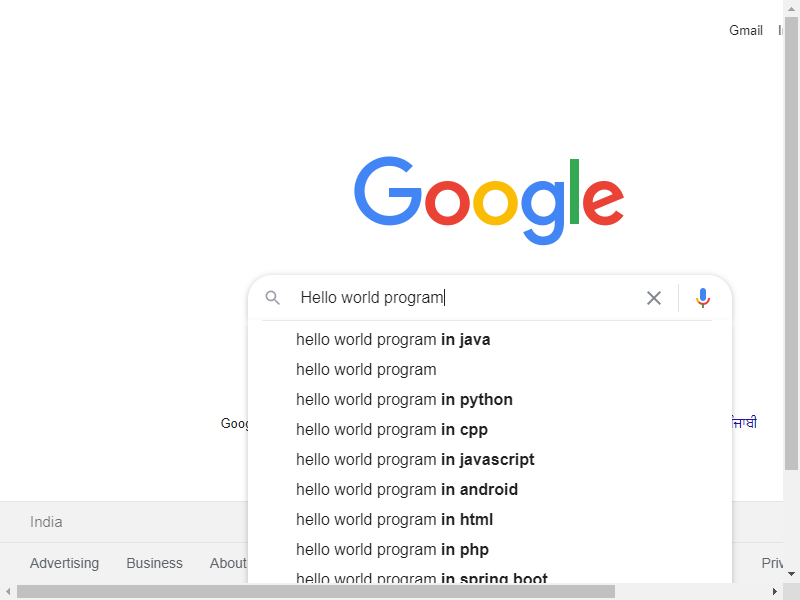 Gmail
Google
Hello world program
hello world program in java
hello world program
hello world program in python
hello world program in cpp
hello world program in javascript
hello world program in android
hello world program in html
hello world program in php
hello world program in spring boot
India
Advertising Business About